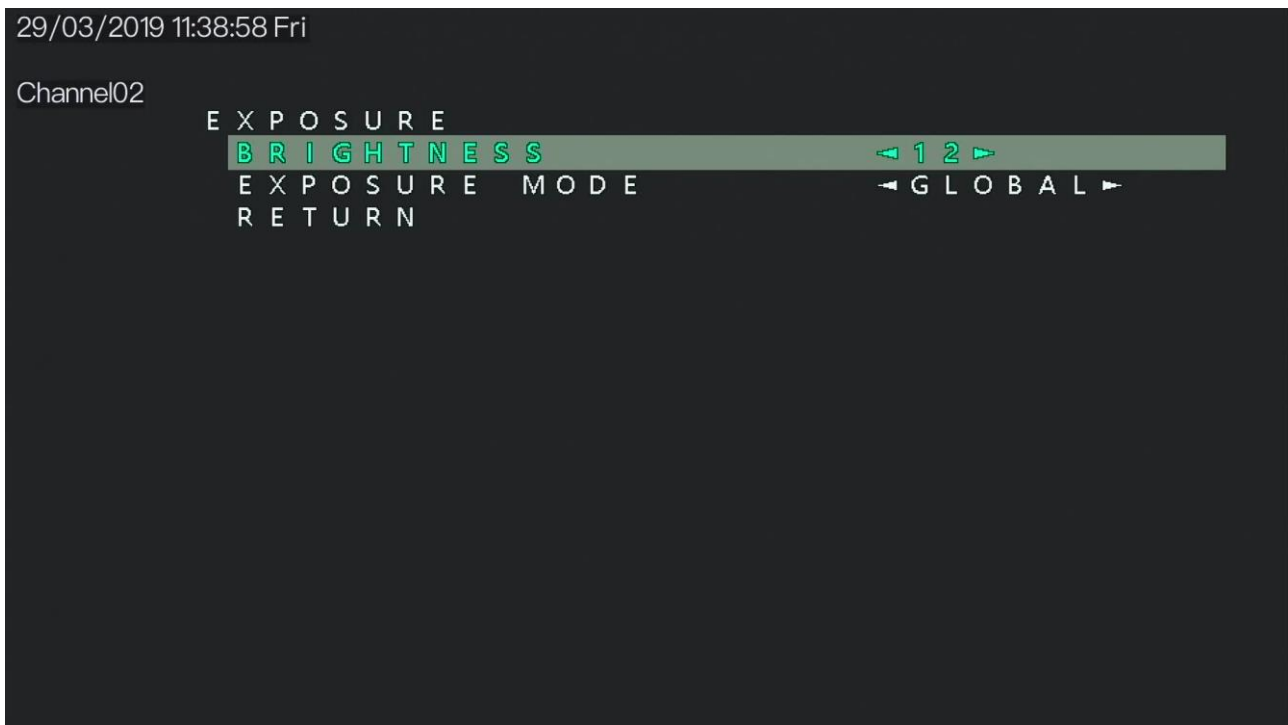 29/03/2019 11:38:58 Fri
Channel02
EXPOSURE
BRIGHTNESS ◄12►
EXPOSURE MODE ◄GLOBAL►
RETURN